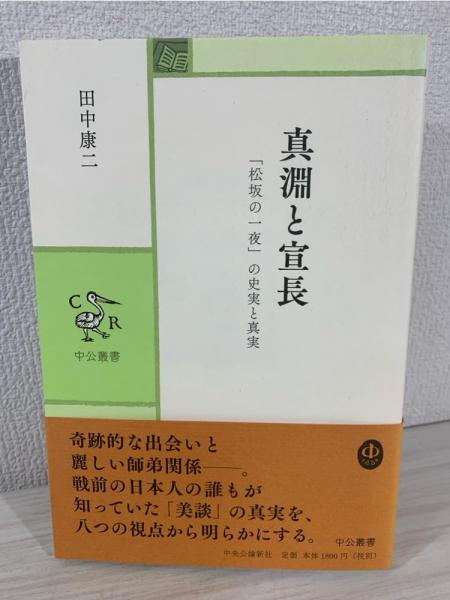 真淵と宣長
「松坂の一夜」の史実と真実
田中康二
C R
中公叢書
奇跡的な出会いと
麗しい師弟関係――。
戦前の日本人の誰もが
知っていた「美談」の真実を、
八つの視点から明らかにする。
中公叢書
中央公論新社 定価 本体1800円(税別)